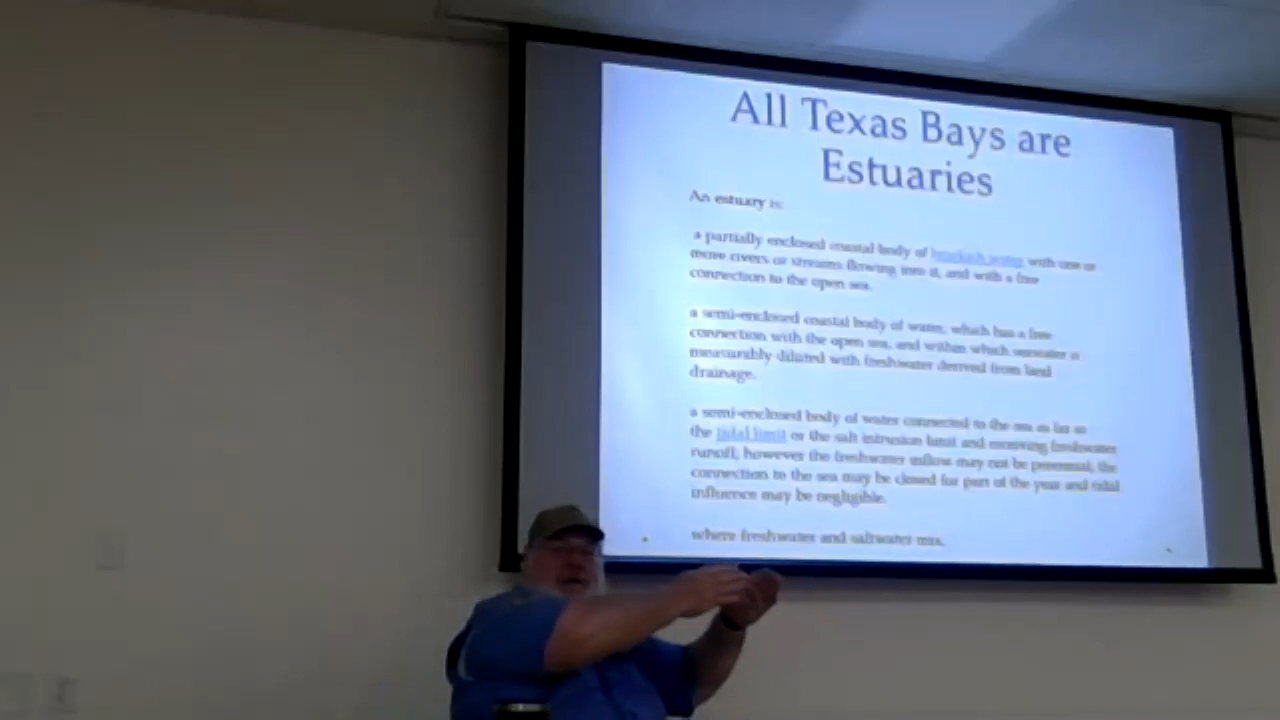 All Texas Bays are
Estuaries
An estuary is:
a partially enclosed coastal body of brackish water with one or
more rivers or streams flowing into it, and with a free
connection to the open sea.
a semi-enclosed coastal body of water, which has a free
connection with the open sea, and within which seawater is
measurably diluted with freshwater derived from land
drainage.
a semi-enclosed body of water connected to the sea as far as
the tidal limit or the salt intrusion limit and receiving freshwater
runoff; however the freshwater inflow may not be perennial, the
connection to the sea may be closed for part of the year and tidal
influence may be negligible.
where freshwater and saltwater mix.